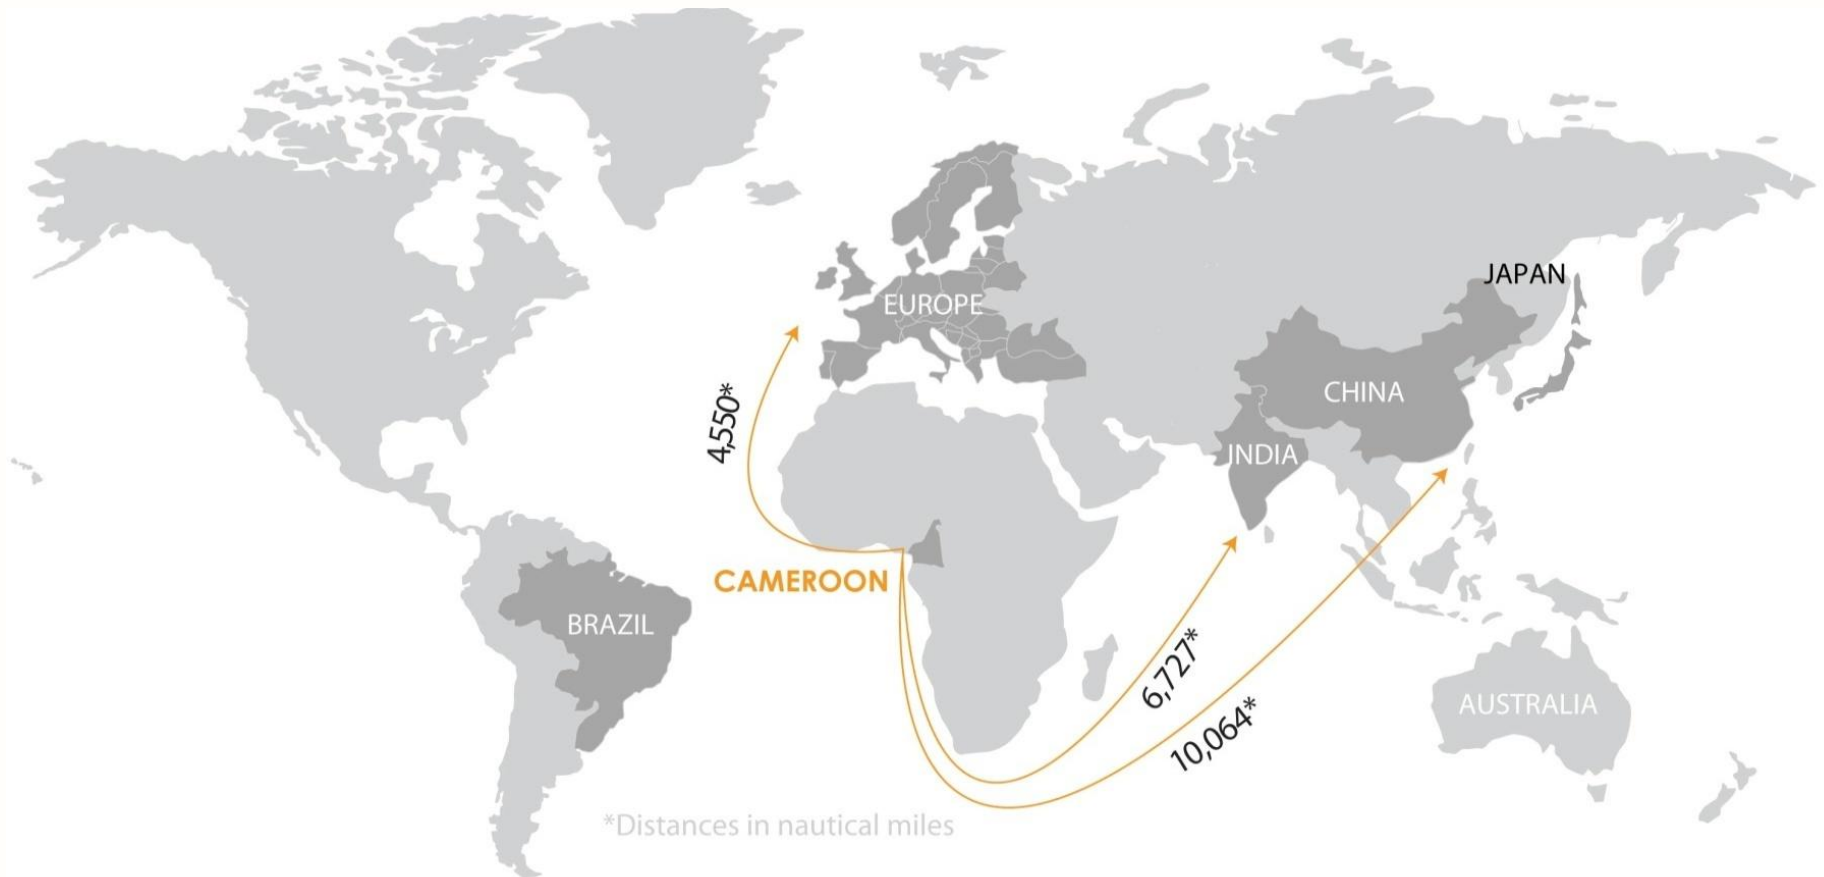 JAPAN
EUROPE
CHINA
4,550*
INDIA
CAMEROON
BRAZIL
6,727*
AUSTRALIA
10,064*
*Distances in nautical miles